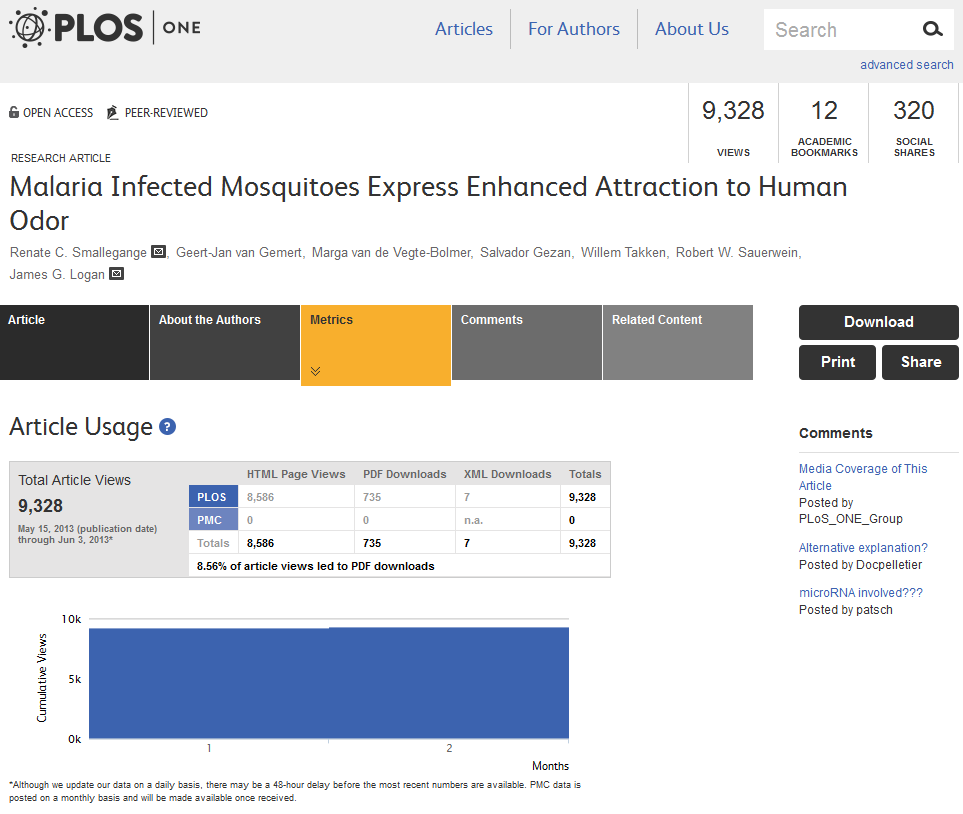 PLOS ONE
Articles For Authors About Us Search
advanced search
OPEN ACCESS PEER-REVIEWED
9,328 12 320
VIEWS ACADEMIC BOOKMARKS SOCIAL SHARES
RESEARCH ARTICLE
Malaria Infected Mosquitoes Express Enhanced Attraction to Human
Odor
Renate C. Smallegange , Geert-Jan van Gemert, Marga van de Vegte-Bolmer, Salvador Gezan, Willem Takken, Robert W. Sauerwein,
James G. Logan
Article About the Authors Metrics Comments Related Content
Download
Print Share
Article Usage ?
Total Article Views
9,328
May 15, 2013 (publication date)
through Jun 3, 2013*
HTML Page Views PDF Downloads XML Downloads Totals
PLOS 8,586 735 7 9,328
PMC 0 0 n.a. 0
Totals 8,586 735 7 9,328
8.56% of article views led to PDF downloads
Cumulative Views
10k
5k
0k
1 2
Months
*Although we update our data on a daily basis, there may be a 48-hour delay before the most recent numbers are available. PMC data is
posted on a monthly basis and will be made available once received.
Comments
Media Coverage of This
Article
Posted by
PLoS_ONE_Group
Alternative explanation?
Posted by Docpelletier
microRNA involved???
Posted by patsch